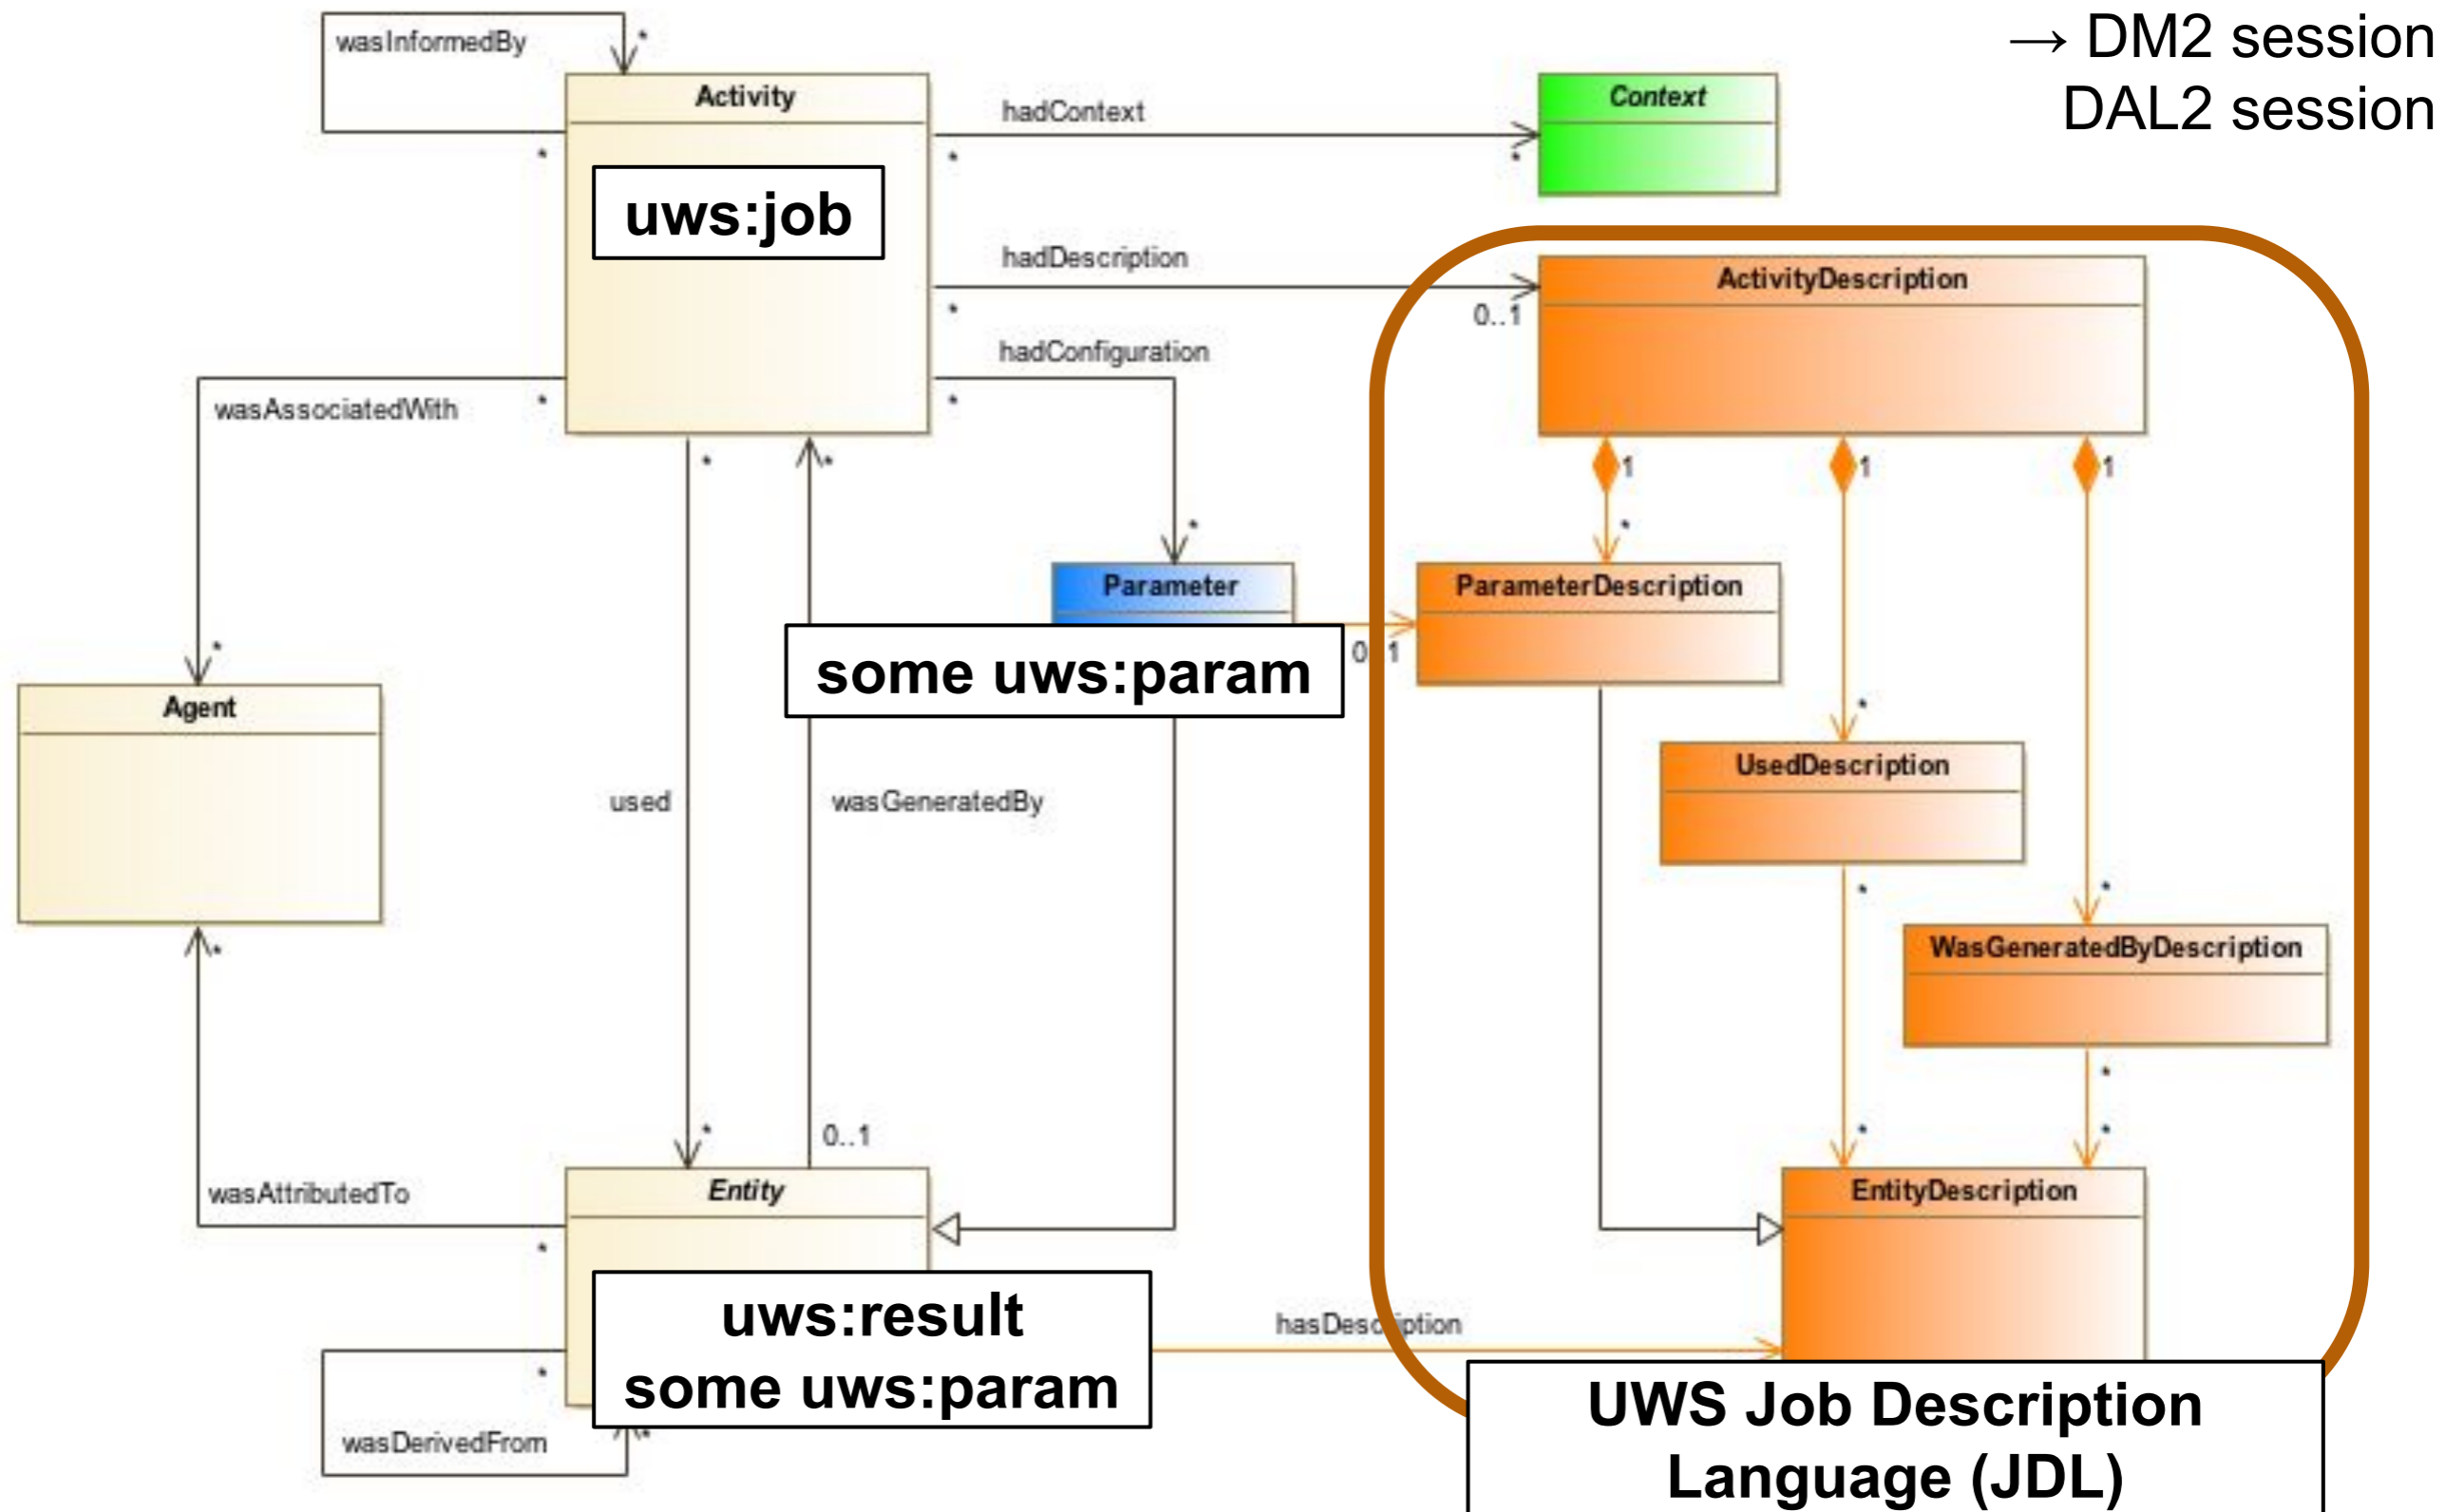 → DM2 session
DAL2 session
wasInformedBy
*
*
Activity
uws:job
hadContext
*
*
Context
hadDescription
*
0..1
ActivityDescription
hadConfiguration
*
*
wasAssociatedWith
*
*
1
1
1
*
*
*
Parameter
some uws:param
ParameterDescription
UsedDescription
WasGeneratedByDescription
Agent
used
*
*
wasGeneratedBy
*
0..1
*
*
*
*
wasAttributedTo
*
*
Entity
uws:result
some uws:param
hasDescription
EntityDescription
wasDerivedFrom
*
*
UWS Job Description
Language (JDL)